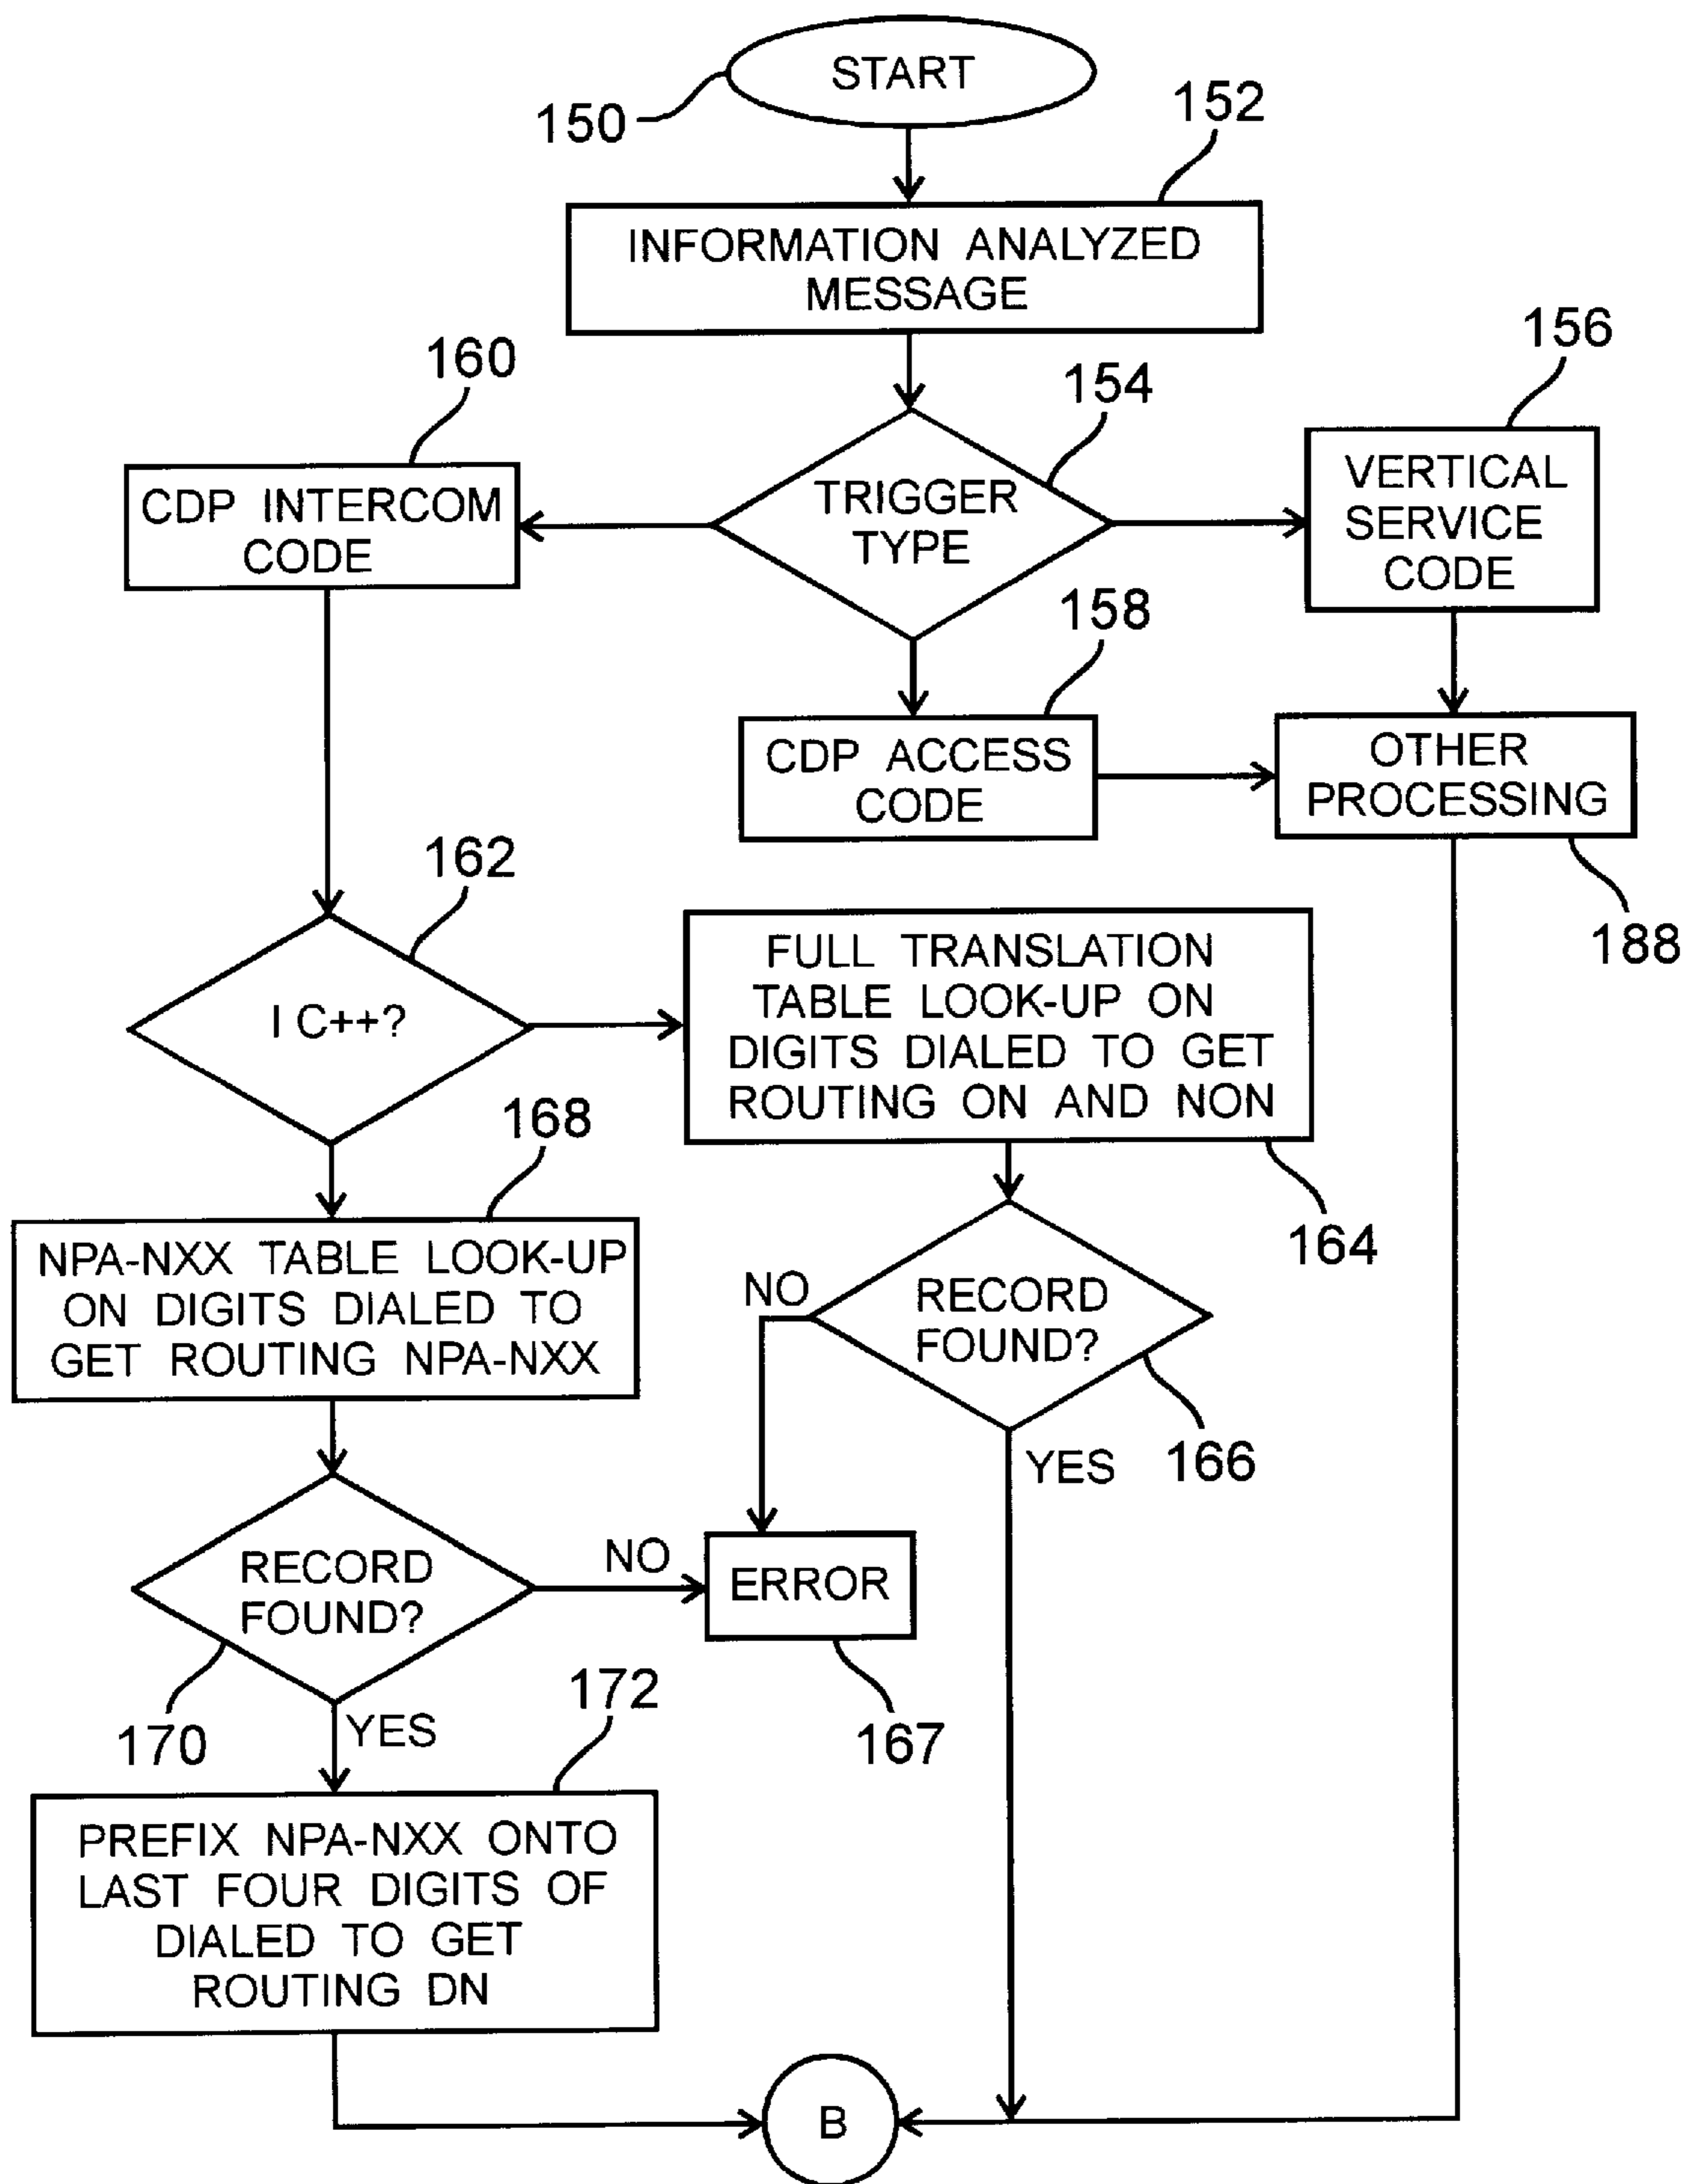 START
150
152
INFORMATION ANALYZED
MESSAGE
160
154
156
CDP INTERCOM
CODE
TRIGGER
TYPE
VERTICAL
SERVICE
CODE
158
CDP ACCESS
CODE
OTHER
PROCESSING
188
162
I C++?
FULL TRANSLATION
TABLE LOOK-UP ON
DIGITS DIALED TO GET
ROUTING ON AND NON
164
168
NPA-NXX TABLE LOOK-UP
ON DIGITS DIALED TO
GET ROUTING NPA-NXX
NO
RECORD
FOUND?
166
YES
RECORD
FOUND?
NO
ERROR
167
170
YES
172
PREFIX NPA-NXX ONTO
LAST FOUR DIGITS OF
DIALED TO GET
ROUTING DN
B